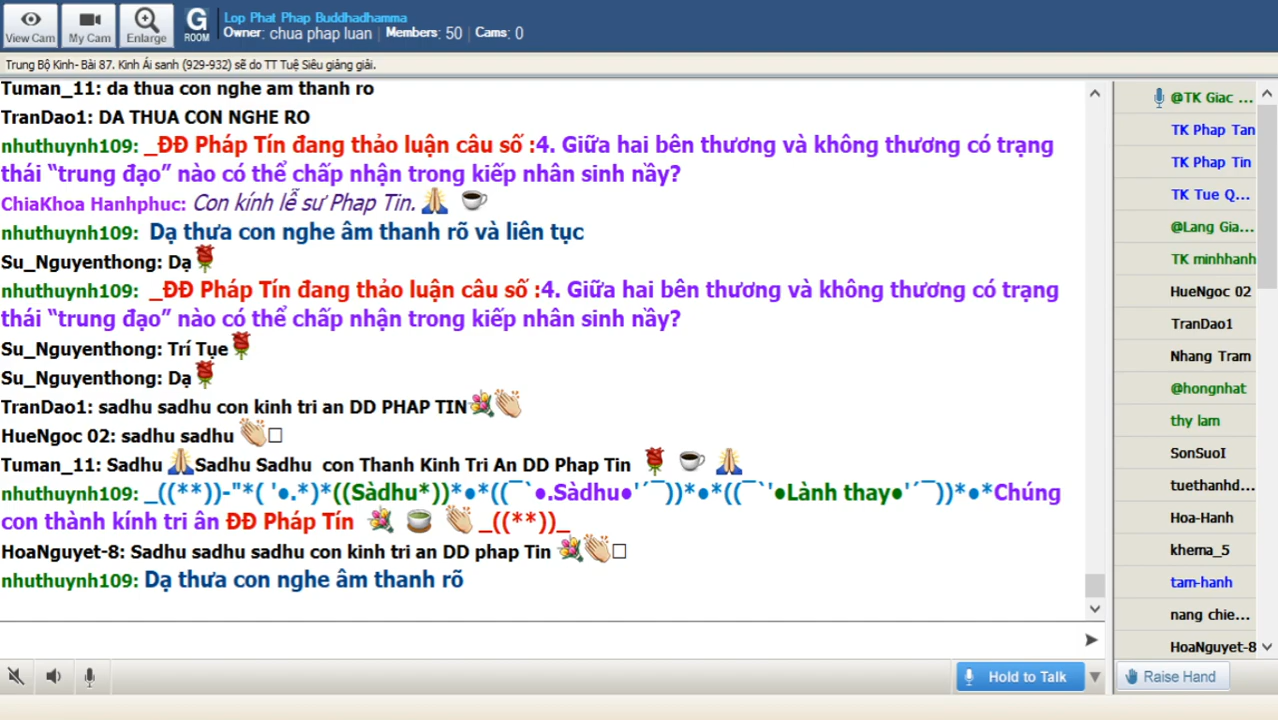 View Cam
My Cam
Enlarge
G
ROOM
Lop Phat Phap Buddhadhamma
Owner: chua phap luan | Members: 50 | Cams: 0
Trung Bộ Kinh- Bài 87. Kinh Ái sanh (929-932) sẽ do TT Tuệ Siêu giảng giải.
Tuman_11: da thua con nghe am thanh ro
TranDao1: DA THUA CON NGHE RO
nhuthuynh109: _ĐĐ Pháp Tín đang thảo luận câu số :4. Giữa hai bên thương và không thương có trạng
thái “trung đạo” nào có thể chấp nhận trong kiếp nhân sinh nầy?
ChiaKhoa Hanhphuc: Con kính lễ sư Phap Tin.
nhuthuynh109: Dạ thưa con nghe âm thanh rõ và liên tục
Su_Nguyenthong: Dạ
nhuthuynh109: _ĐĐ Pháp Tín đang thảo luận câu số :4. Giữa hai bên thương và không thương có trạng
thái “trung đạo” nào có thể chấp nhận trong kiếp nhân sinh nầy?
Su_Nguyenthong: Trí Tụe
Su_Nguyenthong: Dạ
TranDao1: sadhu sadhu con kinh tri an DD PHAP TIN
HueNgoc 02: sadhu sadhu
Tuman_11: Sadhu Sadhu Sadhu con Thanh Kinh Tri An DD Phap Tin
nhuthuynh109: _((**))-"*( '●.*)*((Sàdhu*))*●*((¯`●.Sàdhu●'´¯))*●*((¯`'●Lành thay●'´¯))*●*Chúng
con thành kính tri ân ĐĐ Pháp Tín _((**))_
HoaNguyet-8: Sadhu sadhu sadhu con kinh tri an DD phap Tin
nhuthuynh109: Dạ thưa con nghe âm thanh rõ
Hold to Talk
@TK Giac ...
TK Phap Tan
TK Phap Tin
TK Tue Q...
@Lang Gia...
TK minhhanh
HueNgoc 02
TranDao1
Nhang Tram
@hongnhat
thy lam
SonSuoI
tuethanhd...
Hoa-Hanh
khema_5
tam-hanh
nang chie...
HoaNguyet-8
Raise Hand